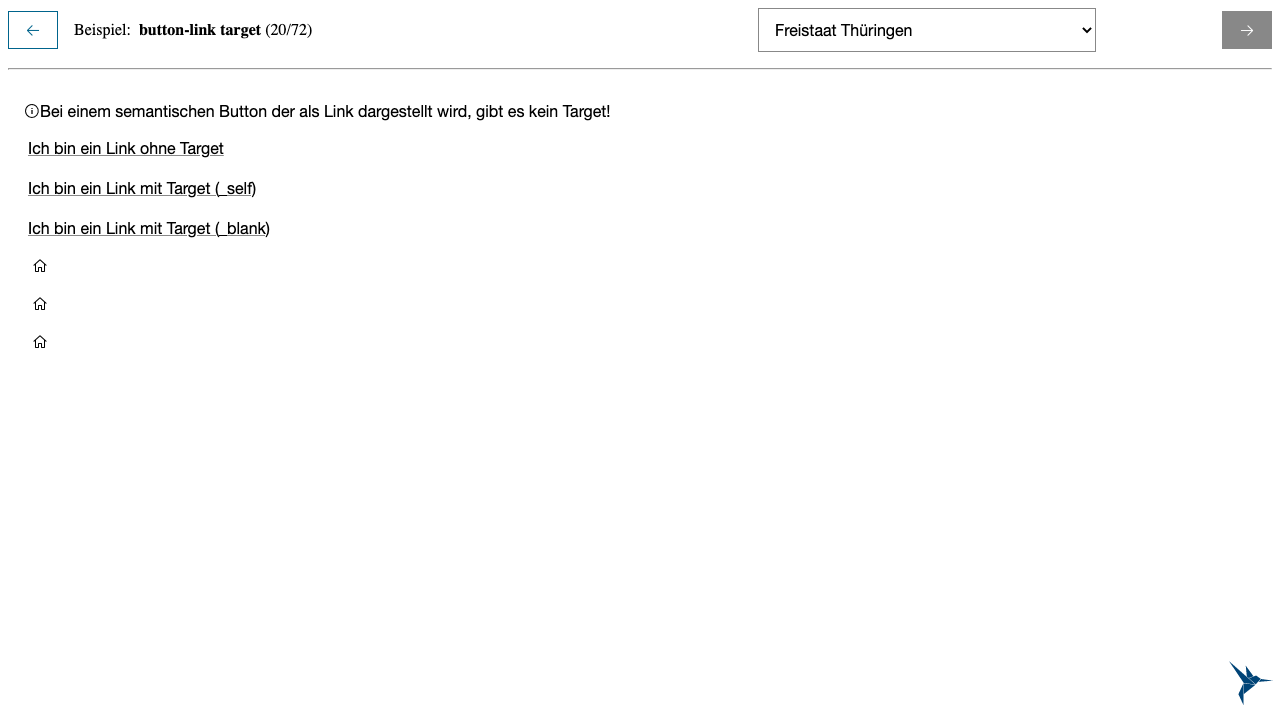 Beispiel: button-link target (20/72)
Freistaat Thüringen
Bei einem semantischen Button der als Link dargestellt wird, gibt es kein Target!
Ich bin ein Link ohne Target
Ich bin ein Link mit Target (_self)
Ich bin ein Link mit Target (_blank)